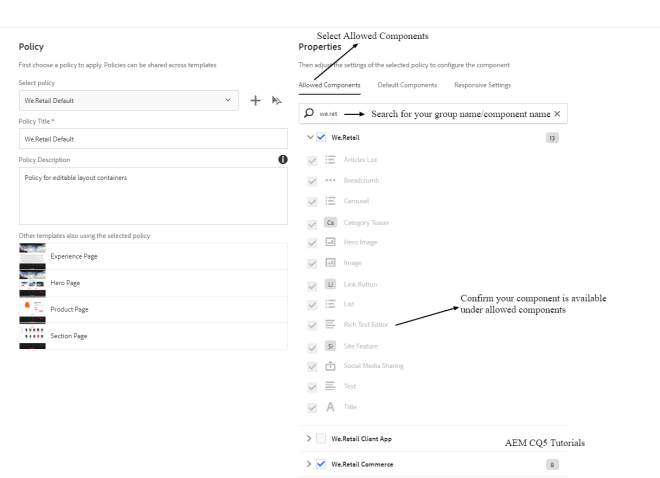 Select Allowed Components
Policy
First choose a policy to apply. Policies can be shared across templates
Select policy
We.Retail Default
Policy Title *
We.Retail Default
Policy Description
Policy for editable layout containers
Other templates also using the selected policy
Experience Page
Hero Page
Product Page
Section Page
Properties
Then adjust the settings of the selected policy to configure the component
Allowed Components Default Components Responsive Settings
we.ret Search for your group name/component name
We.Retail 13
Articles List
Breadcrumb
Carousel
Ca Category Teaser
Hero Image
Image
Li Link Button
List
Rich Text Editor
Si Site Feature
Social Media Sharing
Text
Title
Confirm your component is available
under allowed components
We.Retail Client App
AEM CQ5 Tutorials
We.Retail Commerce 8